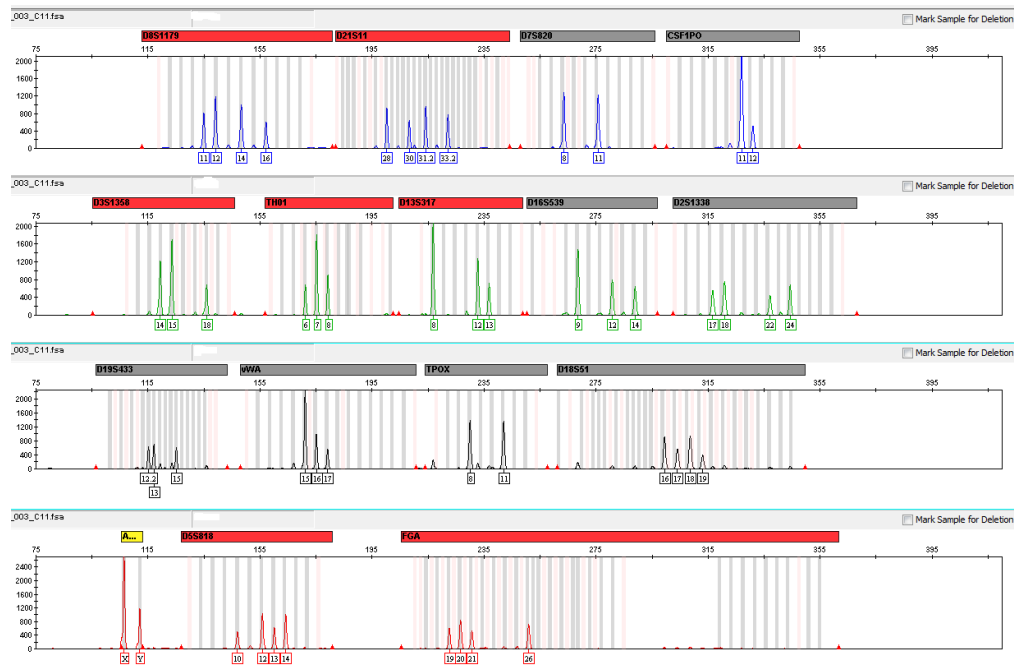 _003_C11.fsa Mark Sample for Deletion
D8S1179 D21S11 D7S820 CSF1PO
75 115 155 195 235 275 315 355 395
2000
1600
1200
800
400
0
11 12 14 16 28 30 31.2 33.2 8 11 11 12
_003_C11.fsa Mark Sample for Deletion
D3S1358 TH01 D13S317 D16S539 D2S1338
75 115 155 195 235 275 315 355 395
2000
1600
1200
800
400
0
14 15 18 6 7 8 8 12 13 9 12 14 17 18 22 24
_003_C11.fsa Mark Sample for Deletion
D19S433 vWA TPOX D18S51
75 115 155 195 235 275 315 355 395
2000
1600
1200
800
400
0
12.2 15 15 16 17 8 11 16 17 18 19
13
_003_C11.fsa Mark Sample for Deletion
A... D5S818 FGA
75 115 155 195 235 275 315 355 395
2400
2000
1600
1200
800
400
0
X Y 10 12 13 14 19 20 21 26